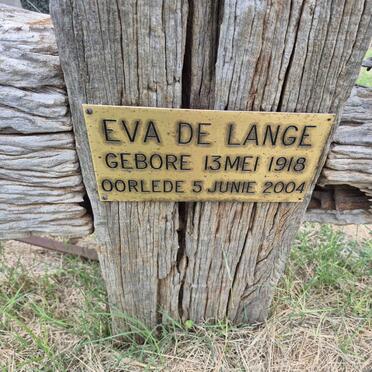 EVA DE LANGE
GEBORE 13 MEI 1918
OORLEDE 5 JUNIE 2004